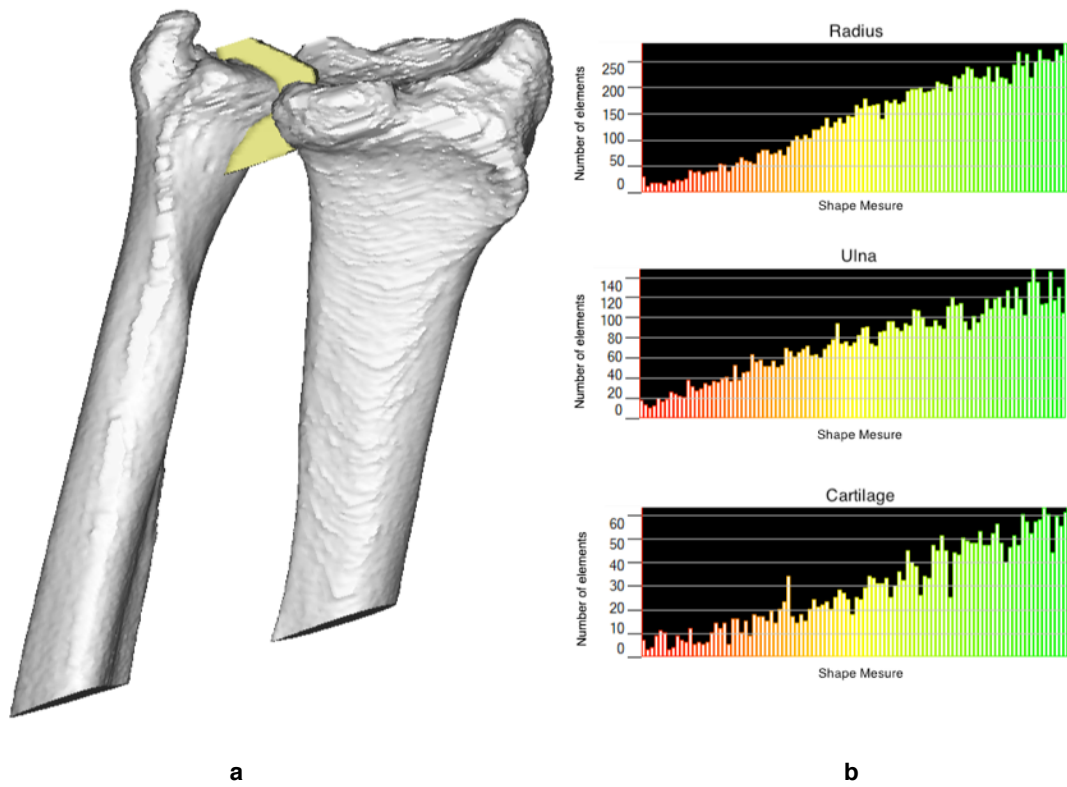 Radius
Number of elements
250
200
150
100
50
0
Shape Mesure
Ulna
Number of elements
140
120
100
80
60
40
20
0
Shape Mesure
Cartilage
Number of elements
60
50
40
30
20
10
0
Shape Mesure
a
b